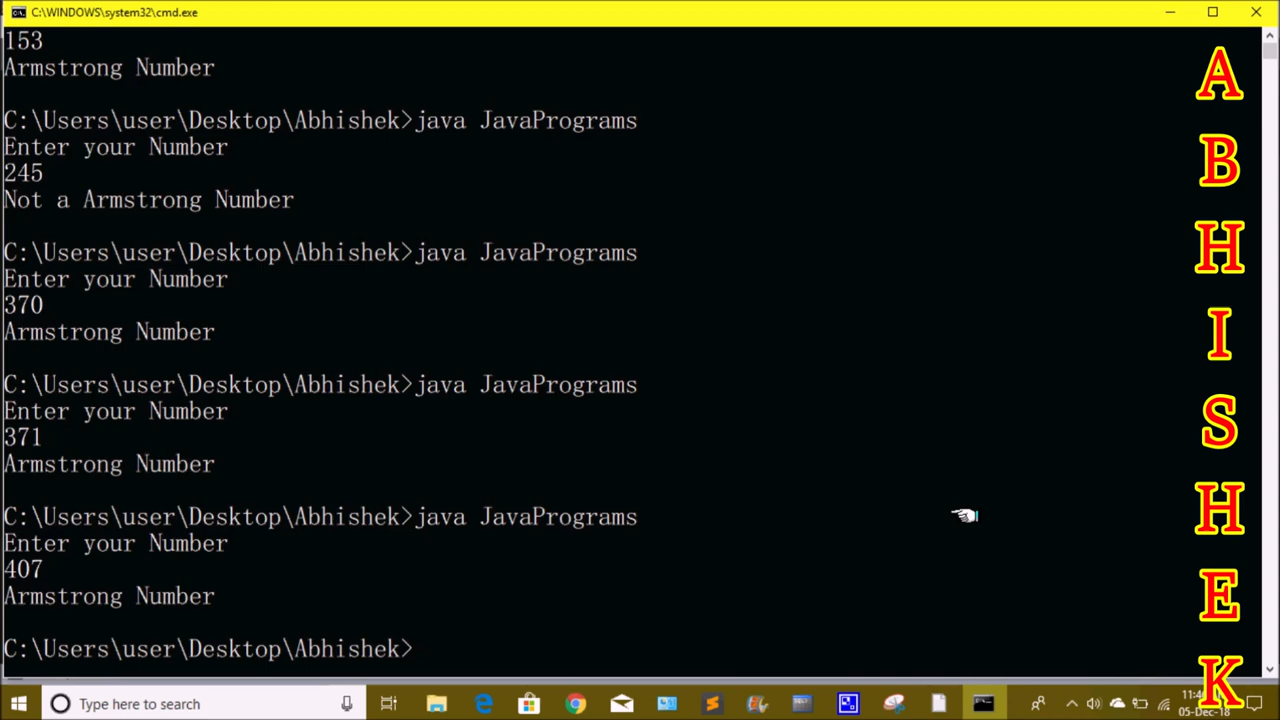 C:\WINDOWS\system32\cmd.exe
153
Armstrong Number
C:\Users\user\Desktop\Abhishek>java JavaPrograms
Enter your Number
245
Not a Armstrong Number
C:\Users\user\Desktop\Abhishek>java JavaPrograms
Enter your Number
370
Armstrong Number
C:\Users\user\Desktop\Abhishek>java JavaPrograms
Enter your Number
371
Armstrong Number
C:\Users\user\Desktop\Abhishek>java JavaPrograms
Enter your Number
407
Armstrong Number
C:\Users\user\Desktop\Abhishek>
A
B
H
I
S
H
E
K
Type here to search
05-Dec-18